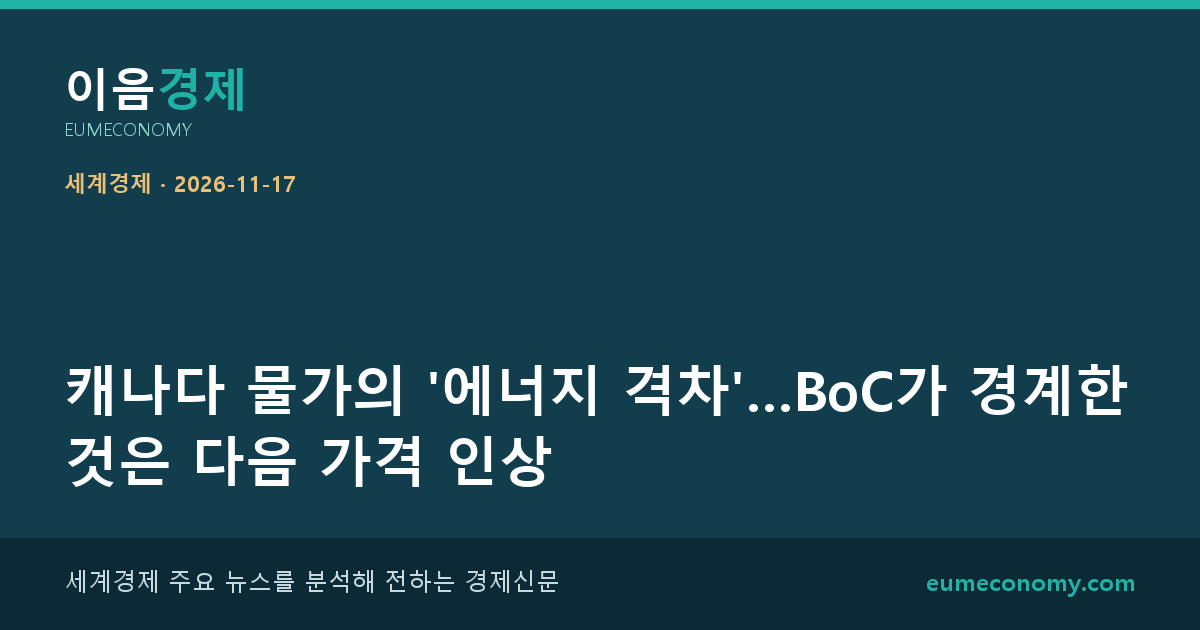 이음경제
EUMECONOMY
세계경제 · 2026-11-17
캐나다 물가의 '에너지 격차'...BoC가 경계한
것은 다음 가격 인상
세계경제 주요 뉴스를 분석해 전하는 경제신문
eumeconomy.com